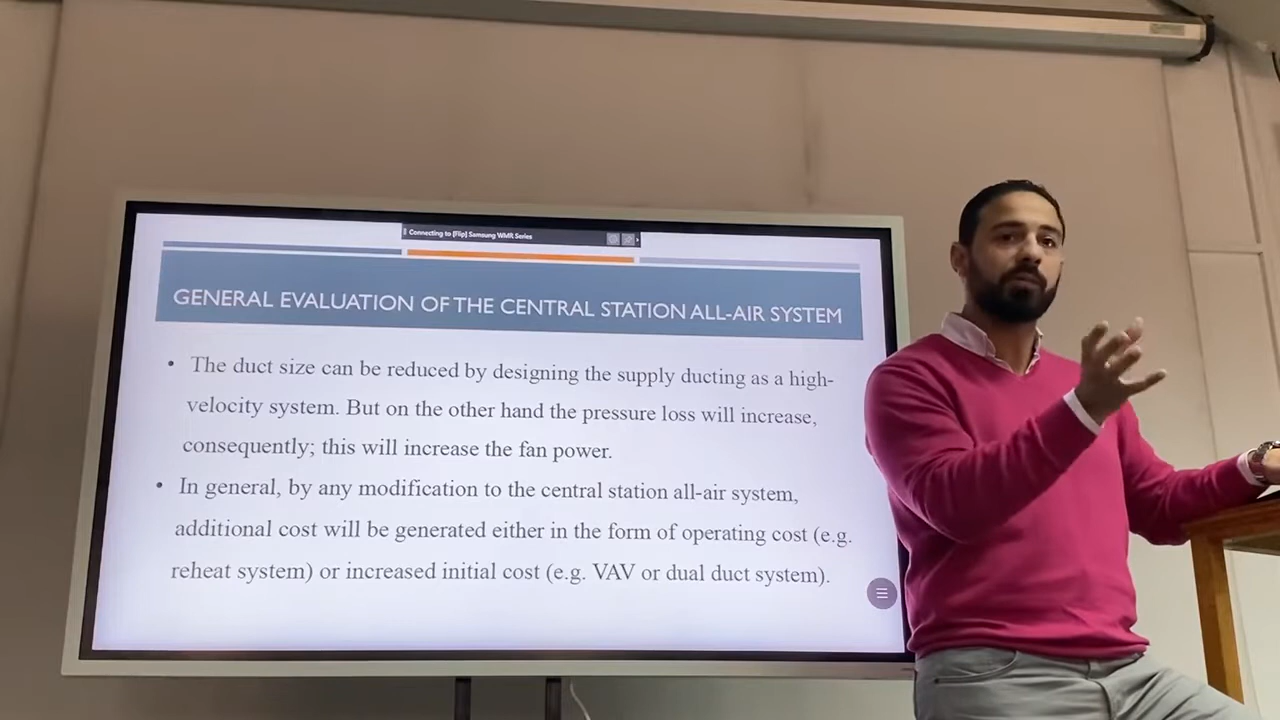 Connecting to [Flip] Samsung WMR Series
GENERAL EVALUATION OF THE CENTRAL STATION ALL-AIR SYSTEM
• The duct size can be reduced by designing the supply ducting as a high-
velocity system. But on the other hand the pressure loss will increase,
consequently; this will increase the fan power.
• In general, by any modification to the central station all-air system,
additional cost will be generated either in the form of operating cost (e.g.
reheat system) or increased initial cost (e.g. VAV or dual duct system).